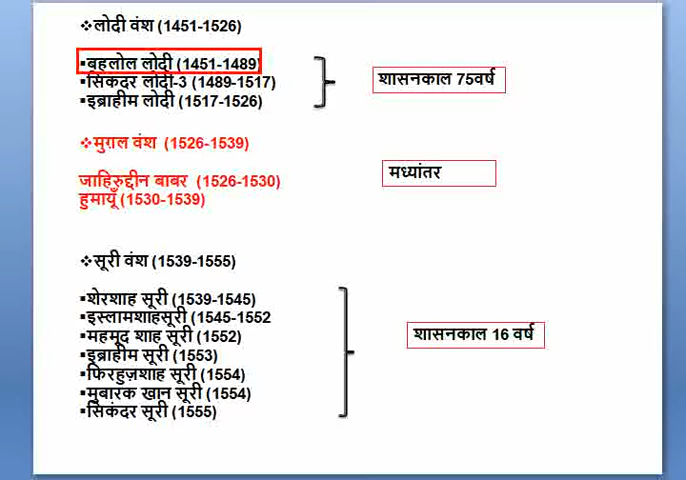 ❖लोदी वंश (1451-1526)
▪बहलोल लोदी (1451-1489)
▪सिकंदर लोदी-3 (1489-1517)
▪इब्राहीम लोदी (1517-1526)
शासनकाल 75वर्ष
❖मुग़ल वंश (1526-1539)
जाहिरुद्दीन बाबर (1526-1530)
हुमायूँ (1530-1539)
मध्यांतर
❖सूरी वंश (1539-1555)
▪शेरशाह सूरी (1539-1545)
▪इस्लामशाहसूरी (1545-1552
▪महमूद शाह सूरी (1552)
▪इब्राहीम सूरी (1553)
▪फिरहुज़शाह सूरी (1554)
▪मुबारक खान सूरी (1554)
▪सिकंदर सूरी (1555)
शासनकाल 16 वर्ष